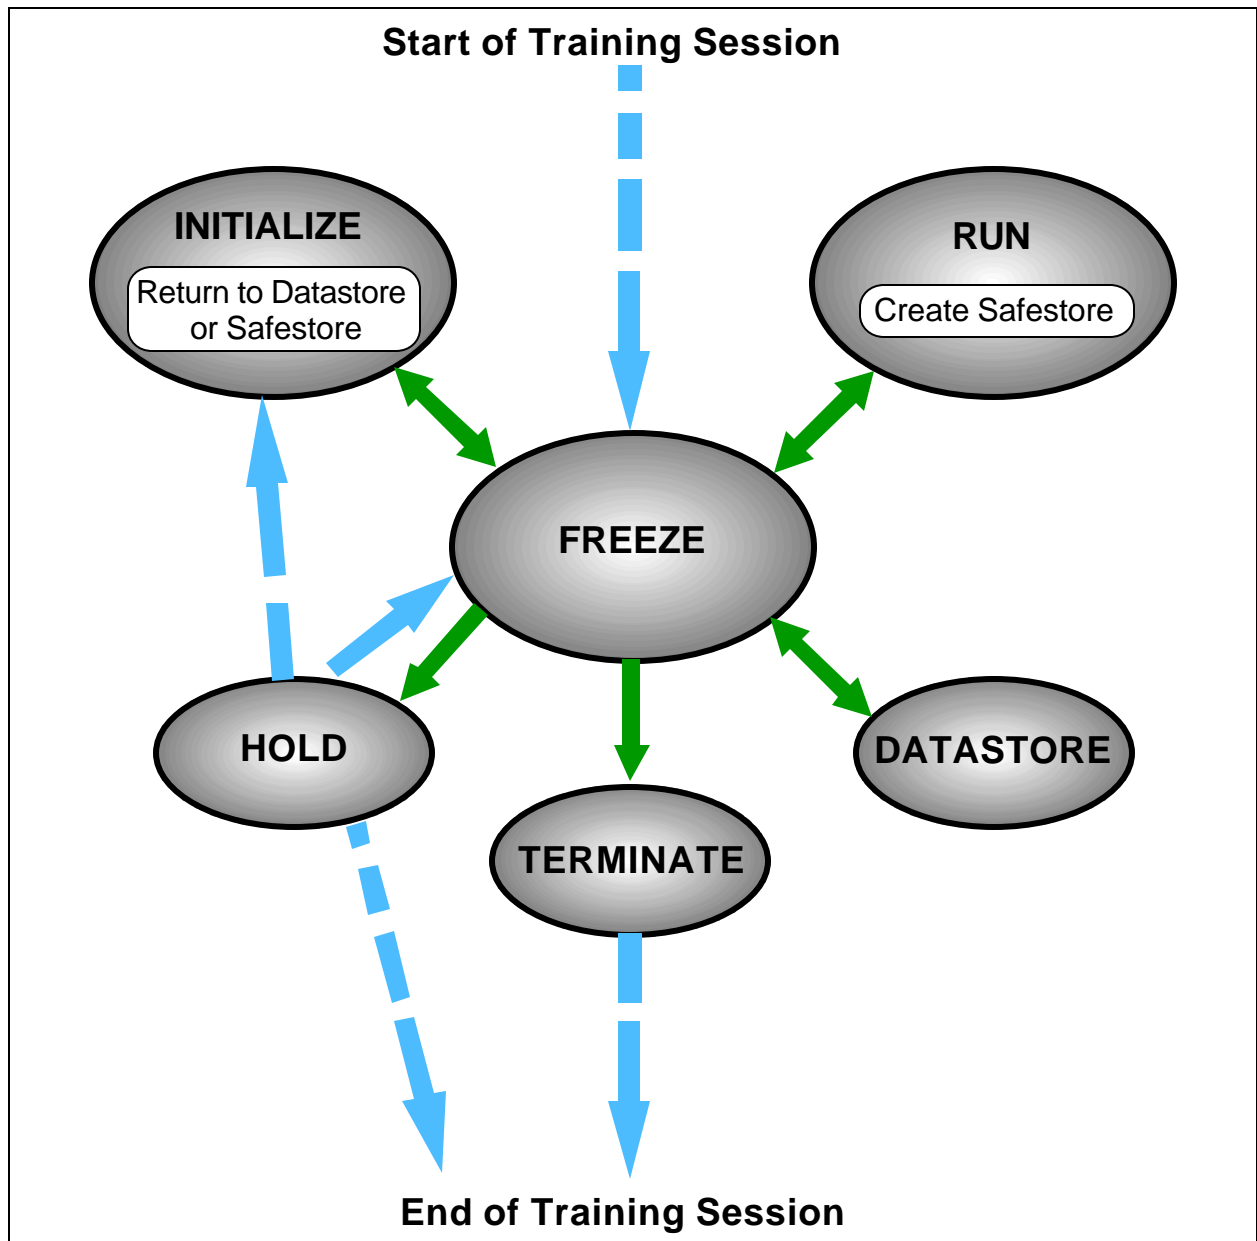 Start of Training Session
INITIALIZE
Return to Datastore
or Safestore
RUN
Create Safestore
FREEZE
HOLD
DATASTORE
TERMINATE
End of Training Session